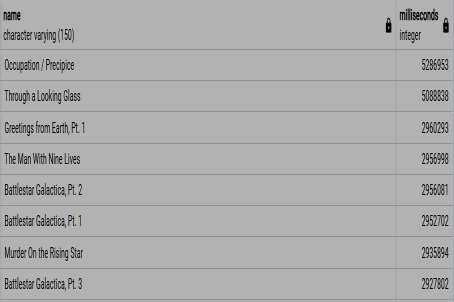 name milliseconds
character varying (150) integer
Occupation / Precipice 5286953
Through a Looking Glass 5088838
Greetings from Earth, Pt. 1 2960293
The Man With Nine Lives 2956998
Battlestar Galactica, Pt. 2 2956081
Battlestar Galactica, Pt. 1 2952702
Murder On the Rising Star 2935894
Battlestar Galactica, Pt. 3 2927802